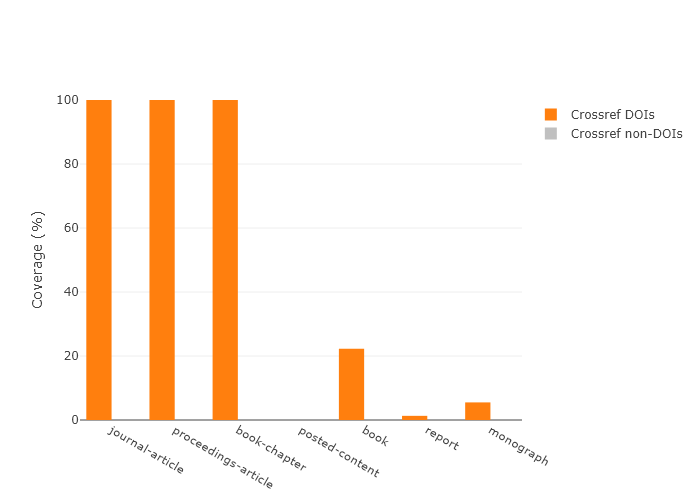 Crossref DOIs
Crossref non-DOIs
Coverage (%)
100
80
60
40
20
0
journal-article
proceedings-article
book-chapter
posted-content
book
report
monograph